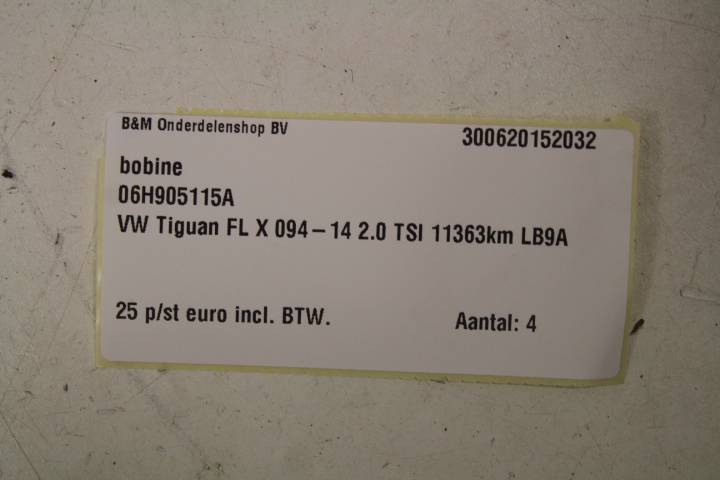 B&M Onderdelenshop BV 300620152032
bobine
06H905115A
VW Tiguan FL X 094-14 2.0 TSI 11363km LB9A
25 p/st euro incl. BTW. Aantal: 4